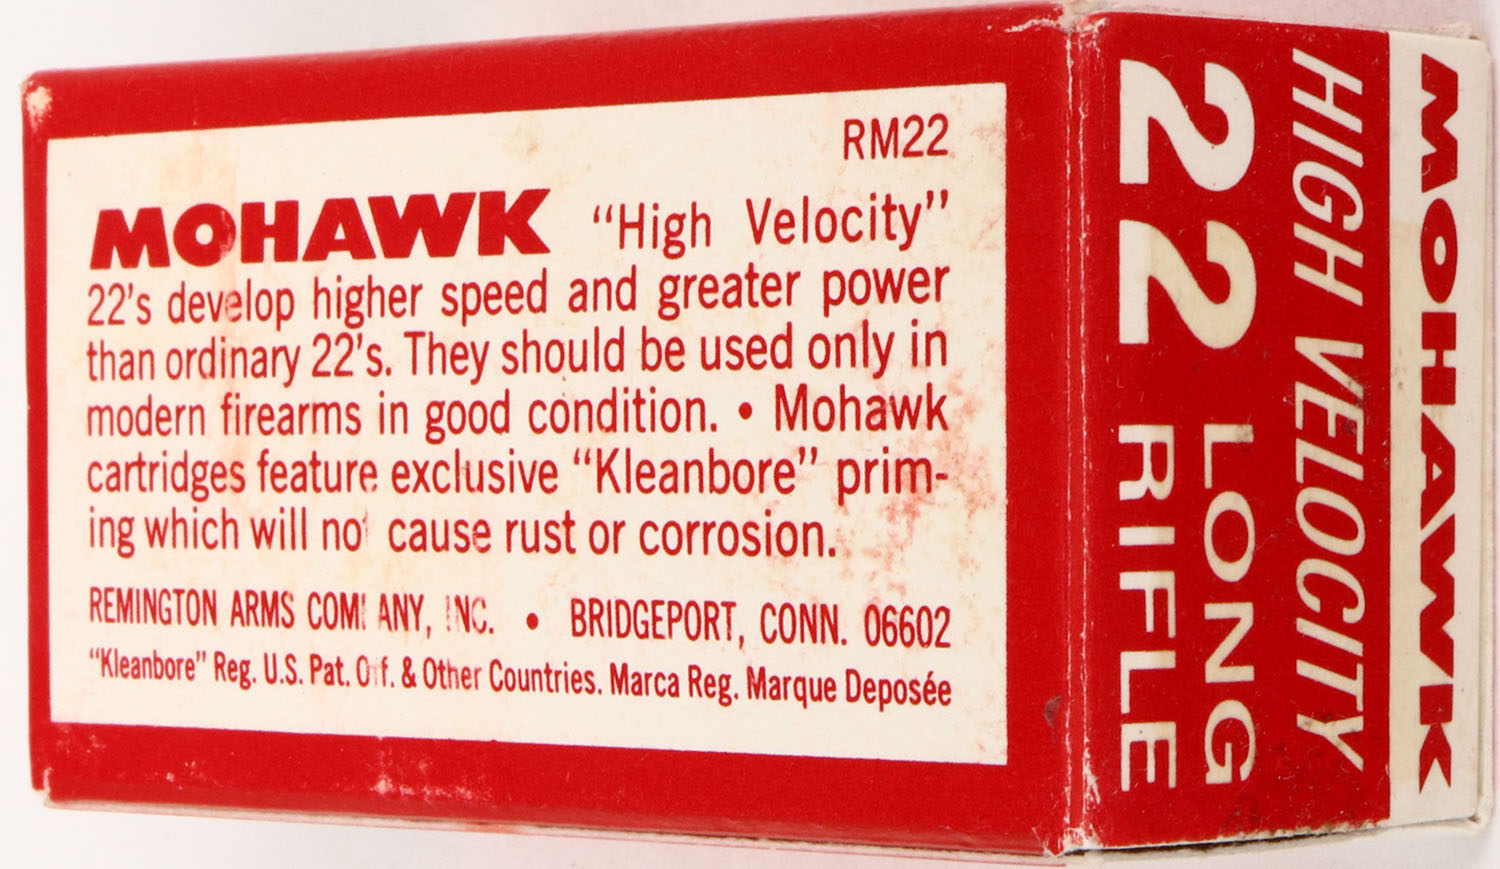 RM22
MOHAWK “High Velocity”
22's develop higher speed and greater power
than ordinary 22's. They should be used only in
modern firearms in good condition. • Mohawk
cartridges feature exclusive “Kleanbore” prim-
ing which will not cause rust or corrosion.
REMINGTON ARMS COMPANY, INC. • BRIDGEPORT, CONN. 06602
“Kleanbore” Reg. U.S. Pat. Off. & Other Countries. Marca Reg. Marque Deposée
MOHAWK
HIGH VELOCITY
22 LONG
RIFLE